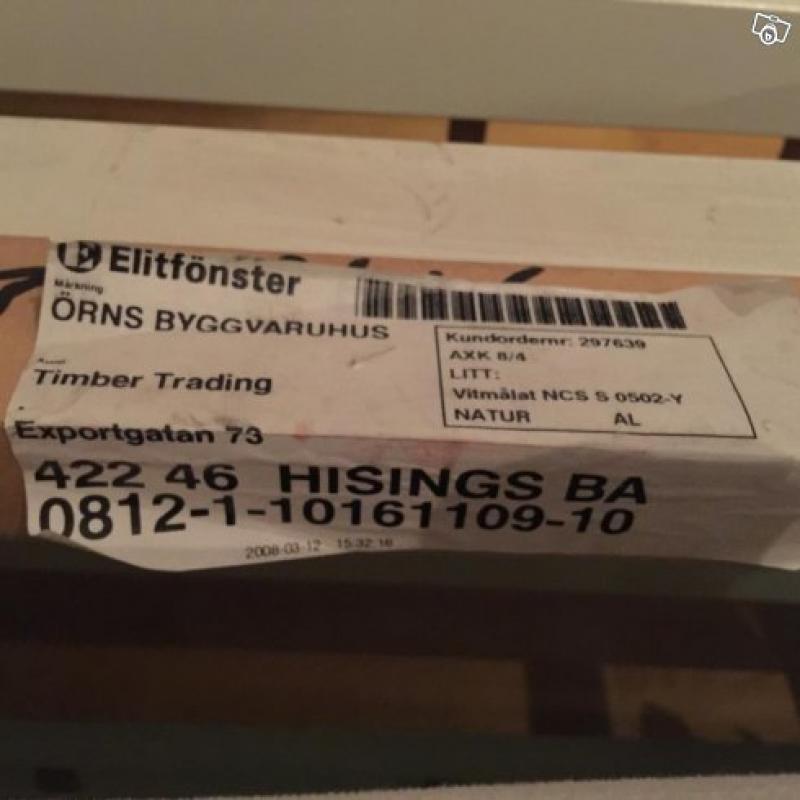 E Elitfönster
Märkning
ÖRNS BYGGVARUHUS
Kundordernr: 297639
AXK 8/4
LITT:
Vitmålat NCS S 0502-Y
NATUR AL
Timber Trading
Exportgatan 73
422 46 HISINGS BA
0812-1-10161109-10
2008-03-12 15:32:16